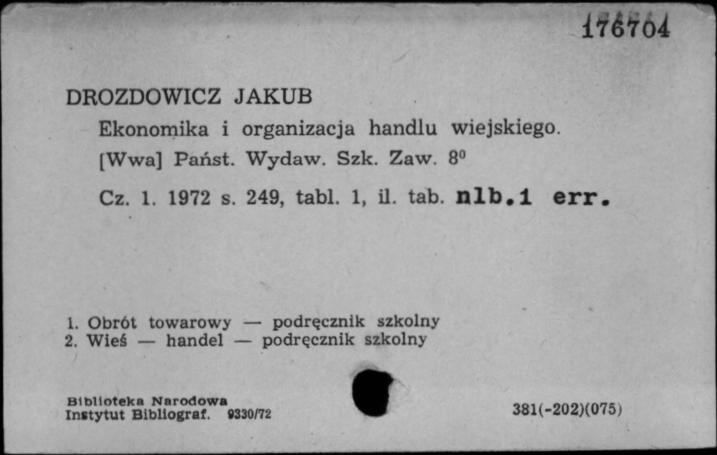 176704
DROZDOWICZ JAKUB
Ekonomika i organizacja handlu wiejskiego.
[Wwa] Państ. Wydaw. Szk. Zaw. 8⁰
Cz. 1. 1972 s. 249, tabl. 1, il. tab. nlb.1 err.
1. Obrót towarowy — podręcznik szkolny
2. Wieś — handel — podręcznik szkolny
Biblioteka Narodowa
Instytut Bibliograf. 9330/72
381(-202)(075)